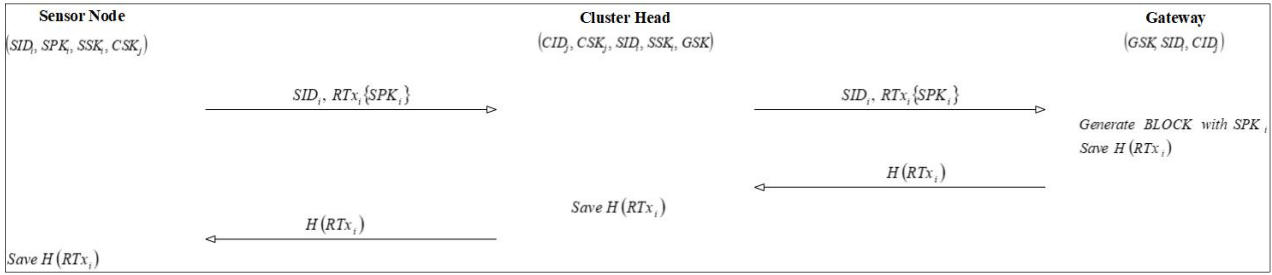 Sensor Node
Cluster Head
Gateway
(SID_i, SPK_i, SSK_i, CSK_j)
(CID_j, CSK_j, SID_i, SSK_i, GSK)
(GSK, SID_i, CID_j)
SID_i, RTx_i{SPK_i}
SID_i, RTx_i{SPK_i}
Generate BLOCK with SPK_i
Save H(RTx_i)
H(RTx_i)
Save H(RTx_i)
H(RTx_i)
Save H(RTx_i)